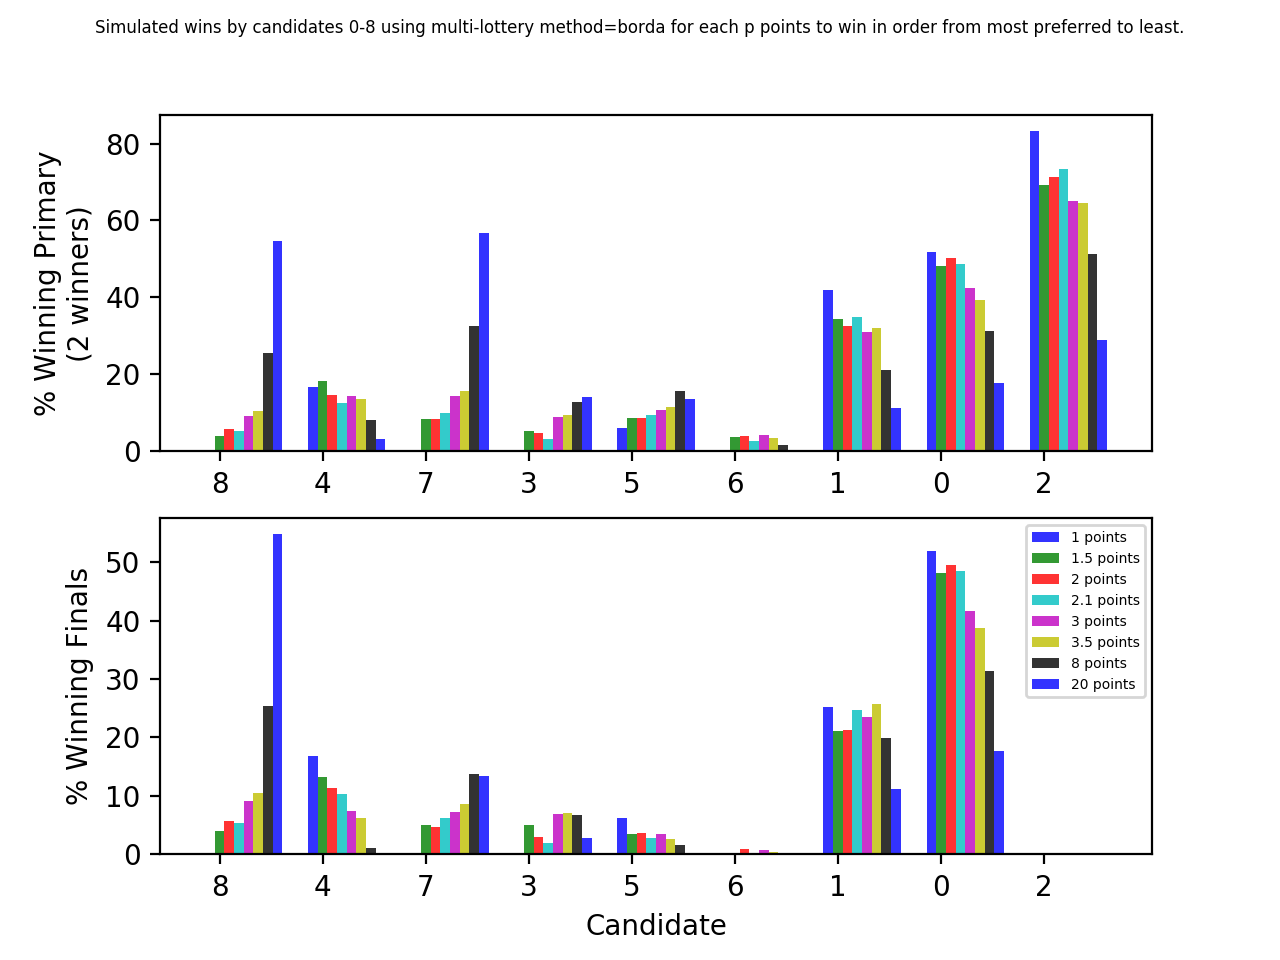 Simulated wins by candidates 0-8 using multi-lottery method=borda for each p points to win in order from most preferred to least.
% Winning Primary
(2 winners)
80
60
40
20
0
8 4 7 3 5 6 1 0 2
% Winning Finals
50
40
30
20
10
0
1 points
1.5 points
2 points
2.1 points
3 points
3.5 points
8 points
20 points
8 4 7 3 5 6 1 0 2
Candidate